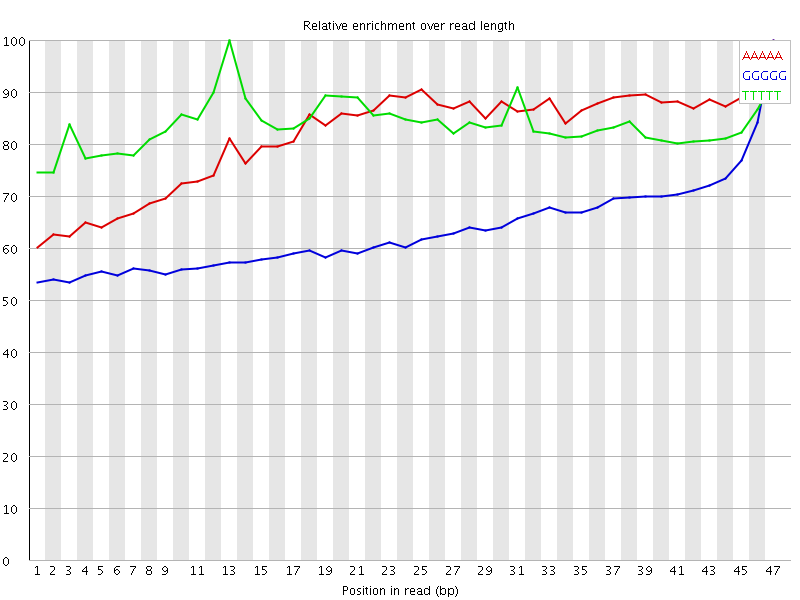 Relative enrichment over read length
100
90
80
70
60
50
40
30
20
10
0
AAAAA
GGGGG
TTTTT
1 2 3 4 5 6 7 8 9 11 13 15 17 19 21 23 25 27 29 31 33 35 37 39 41 43 45 47
Position in read (bp)